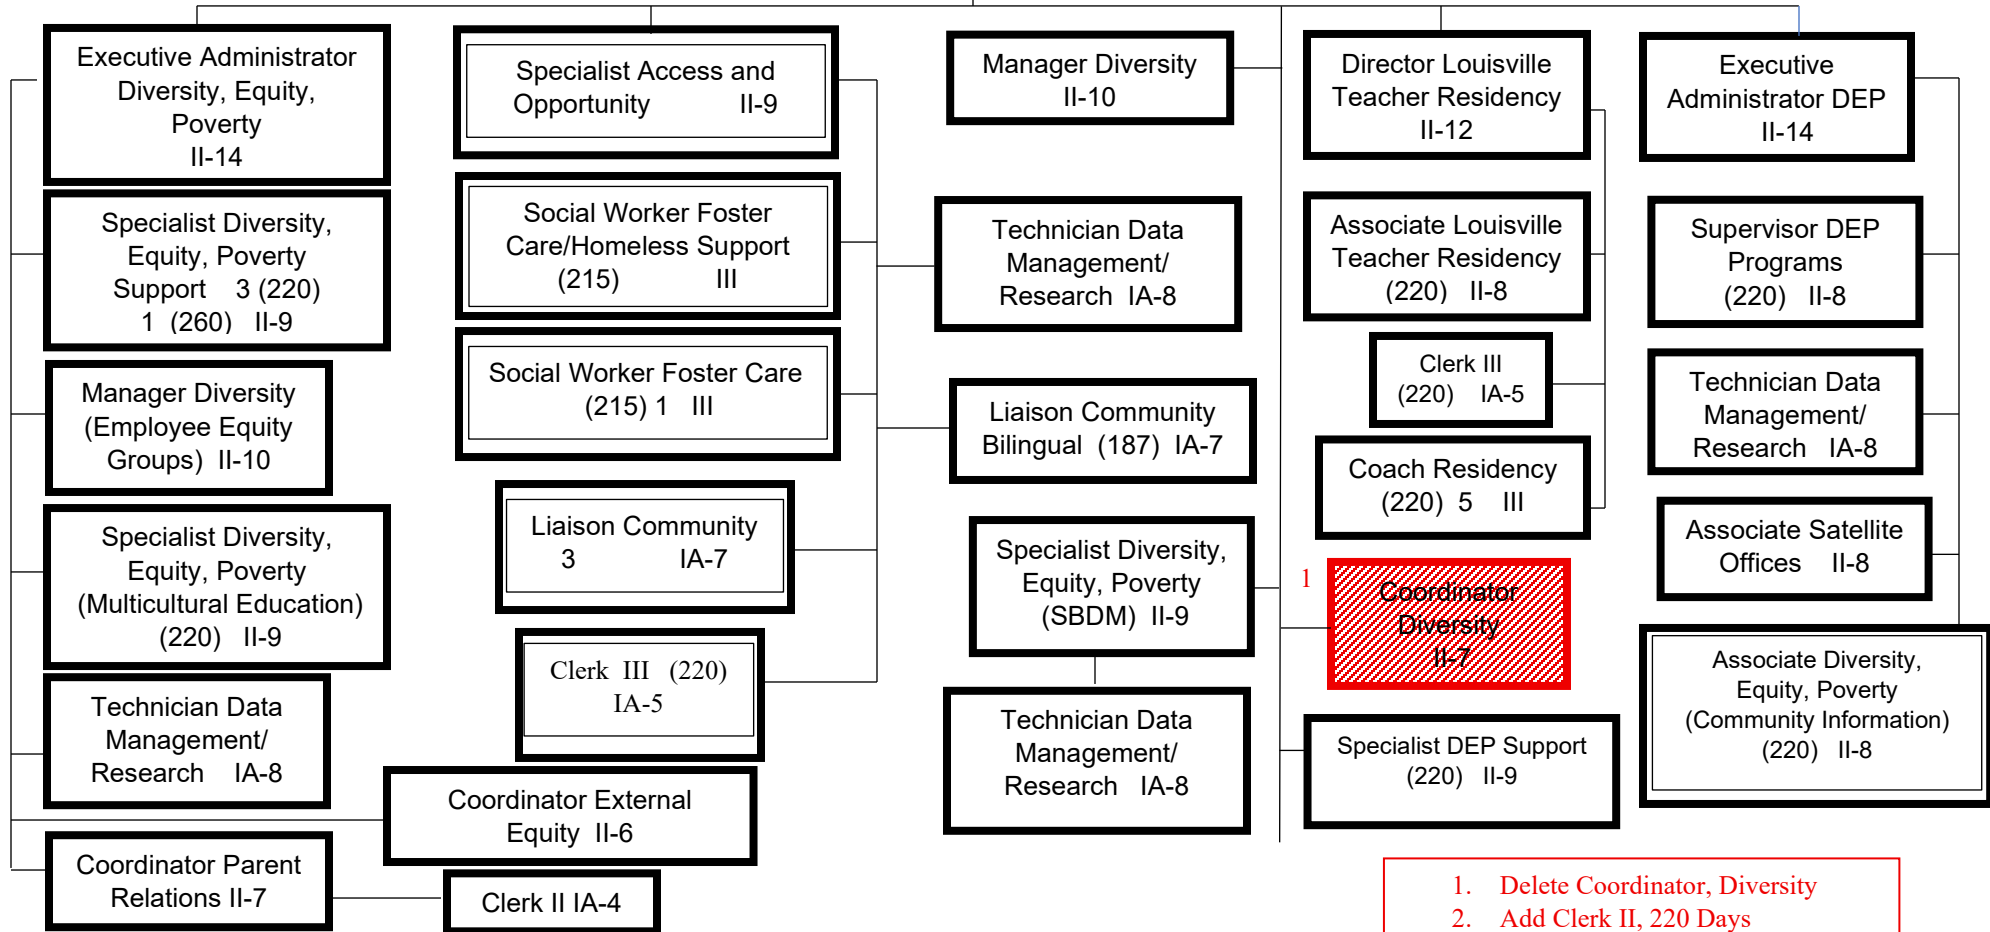 Executive Administrator
Diversity, Equity,
Poverty
II-14
Specialist Diversity,
Equity, Poverty
Support 3 (220)
1 (260) II-9
Manager Diversity
(Employee Equity
Groups) II-10
Specialist Diversity,
Equity, Poverty
(Multicultural Education)
(220) II-9
Technician Data
Management/
Research IA-8
Coordinator External
Equity II-6
Coordinator Parent
Relations II-7
Clerk II IA-4
Specialist Access and
Opportunity II-9
Social Worker Foster
Care/Homeless Support
(215) III
Social Worker Foster Care
(215) 1 III
Liaison Community
3 IA-7
Clerk III (220)
IA-5
Technician Data
Management/
Research IA-8
Liaison Community
Bilingual (187) IA-7
Manager Diversity
II-10
Specialist Diversity,
Equity, Poverty
(SBDM) II-9
Technician Data
Management/
Research IA-8
Director Louisville
Teacher Residency
II-12
Associate Louisville
Teacher Residency
(220) II-8
Clerk III
(220) IA-5
Coach Residency
(220) 5 III
1
Coordinator
Diversity
II-7
Specialist DEP Support
(220) II-9
Executive
Administrator DEP
II-14
Supervisor DEP
Programs
(220) II-8
Technician Data
Management/
Research IA-8
Associate Satellite
Offices II-8
Associate Diversity,
Equity, Poverty
(Community Information)
(220) II-8
1. Delete Coordinator, Diversity
2. Add Clerk II, 220 Days